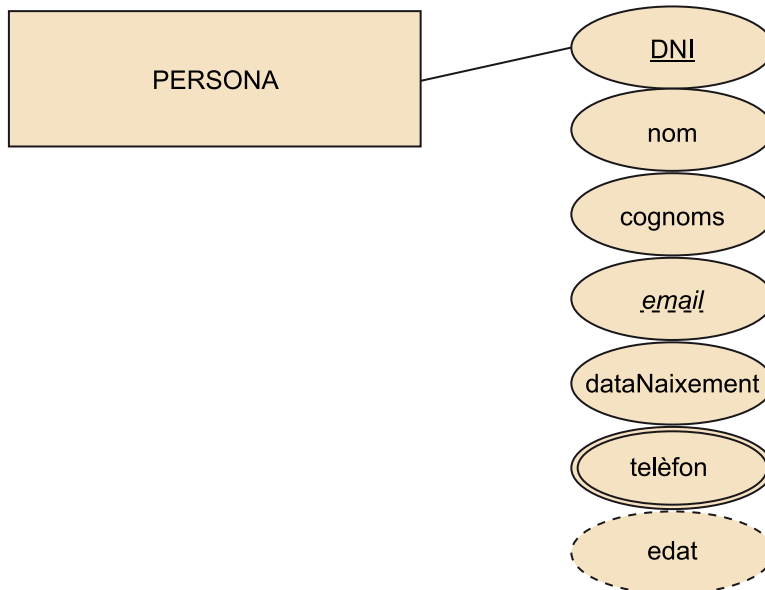 PERSONA
DNI
nom
cognoms
email
dataNaixement
telèfon
edat